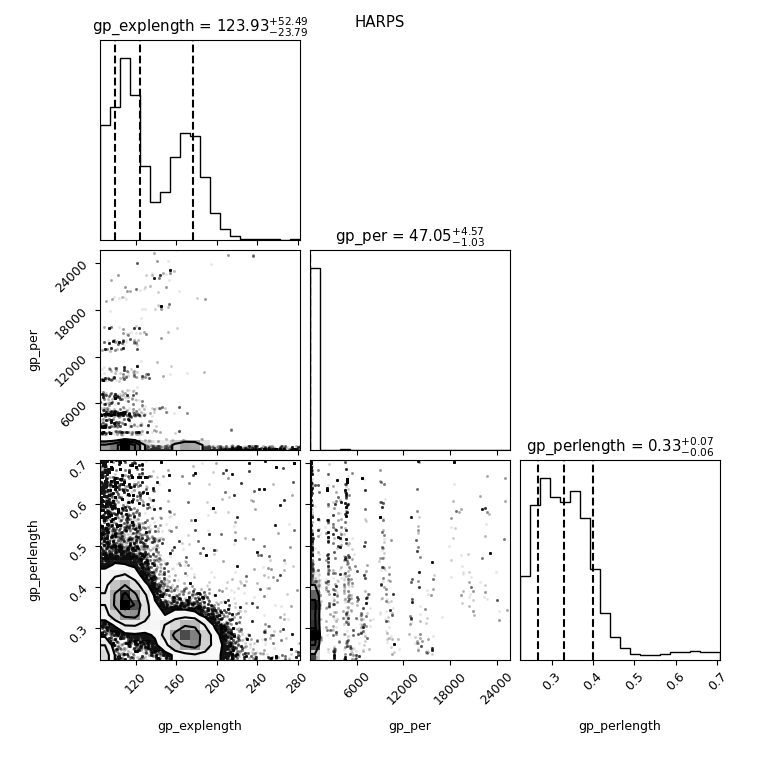 HARPS
gp_explength = 123.93 +52.49 −23.79
gp_per = 47.05 +4.57 −1.03
24000
18000
12000
6000
gp_per
gp_perlength = 0.33 +0.07 −0.06
0.7
0.6
0.5
0.4
0.3
gp_perlength
120 160 200 240 280
6000 12000 18000 24000
0.3 0.4 0.5 0.6 0.7
gp_explength gp_per gp_perlength